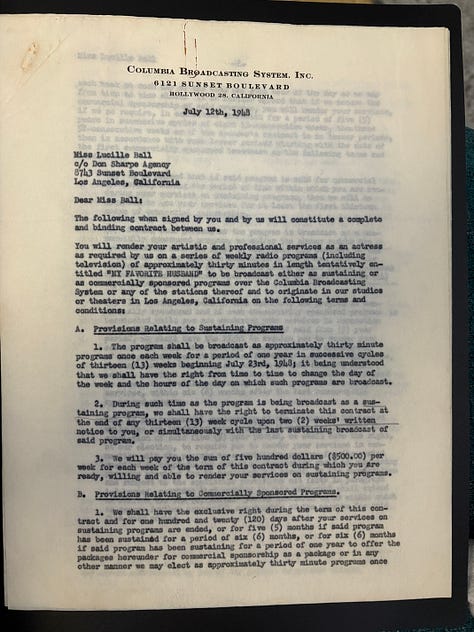 COLUMBIA BROADCASTING SYSTEM, INC.
6121 SUNSET BOULEVARD
HOLLYWOOD 28, CALIFORNIA
July 12th, 1948
Miss Lucille Ball
c/o Don Sharpe Agency
8743 Sunset Boulevard
Los Angeles, California
Dear Miss Ball:
The following when signed by you and by us will constitute a complete
and binding contract between us.
You will render your artistic and professional services as an actress
as required by us on a series of weekly radio programs (including
television) of approximately thirty minutes in length tentatively en-
titled "MY FAVORITE HUSBAND" to be broadcast either as sustaining or
as commercially sponsored programs over the Columbia Broadcasting
System or any of the stations thereof and to originate in our studios
or theaters in Los Angeles, California on the following terms and
conditions:
A. Provisions Relating to Sustaining Programs
1. The program shall be broadcast as approximately thirty minute
programs once each week for a period of one year in successive cycles
of thirteen (13) weeks beginning July 23rd, 1948; it being understood
that we shall have the right from time to time to change the day of
the week and the hours of the day on which such programs are broadcast.
2. During such time as the program is being broadcast as a sus-
taining program, we shall have the right to terminate this contract at
the end of any thirteen (13) week cycle upon two (2) weeks' written
notice to you, or simultaneously with the last sustaining broadcast of
said program.
3. We will pay you the sum of five hundred dollars ($500.00) per
week for each week of the term of this contract during which you are
ready, willing and able to render your services on sustaining programs.
B. Provisions Relating to Commercially Sponsored Programs.
1. We shall have the exclusive right during the term of this con-
tract and for one hundred and twenty (120) days after your services on
sustaining programs are ended, or for five (5) months if said program
has been sustained for a period of six (6) months, or for six (6) months
if said program has been sustaining for a period of one year to offer the
packages hereunder for commercial sponsorship as a package or in any
other manner we may elect as approximately thirty minute programs once